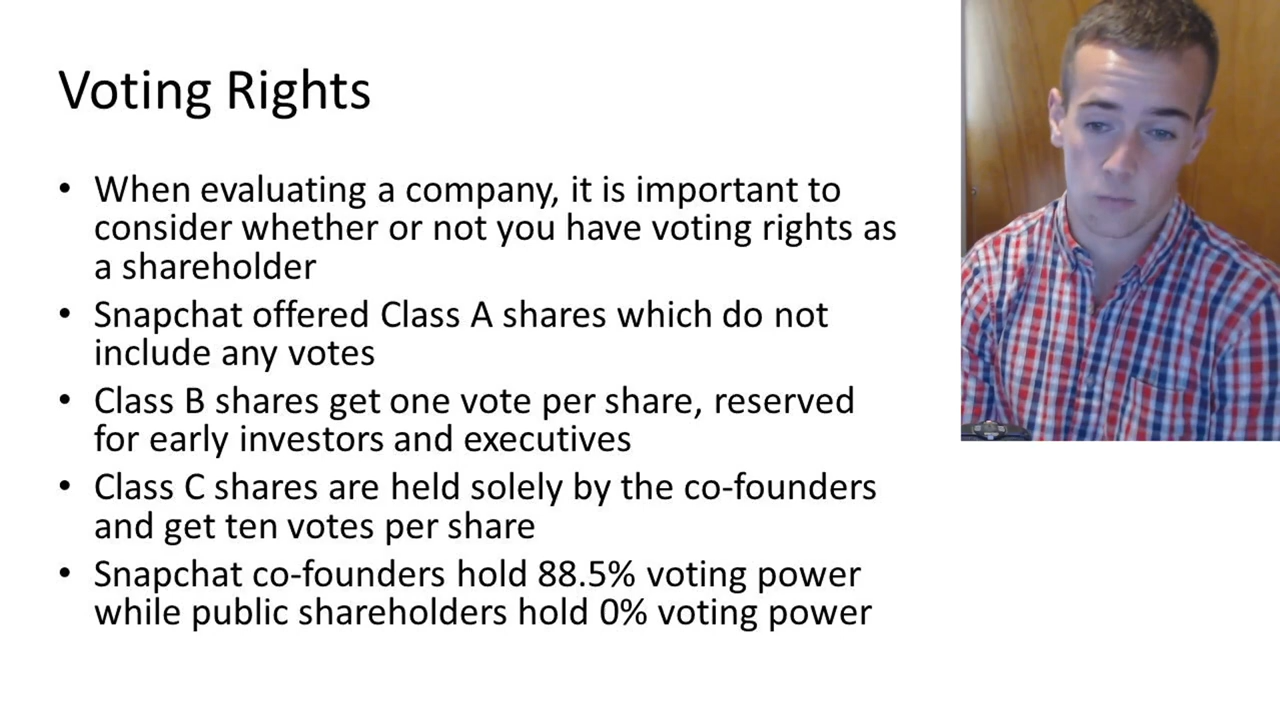 Voting Rights
• When evaluating a company, it is important to
consider whether or not you have voting rights as
a shareholder
• Snapchat offered Class A shares which do not
include any votes
• Class B shares get one vote per share, reserved
for early investors and executives
• Class C shares are held solely by the co-founders
and get ten votes per share
• Snapchat co-founders hold 88.5% voting power
while public shareholders hold 0% voting power